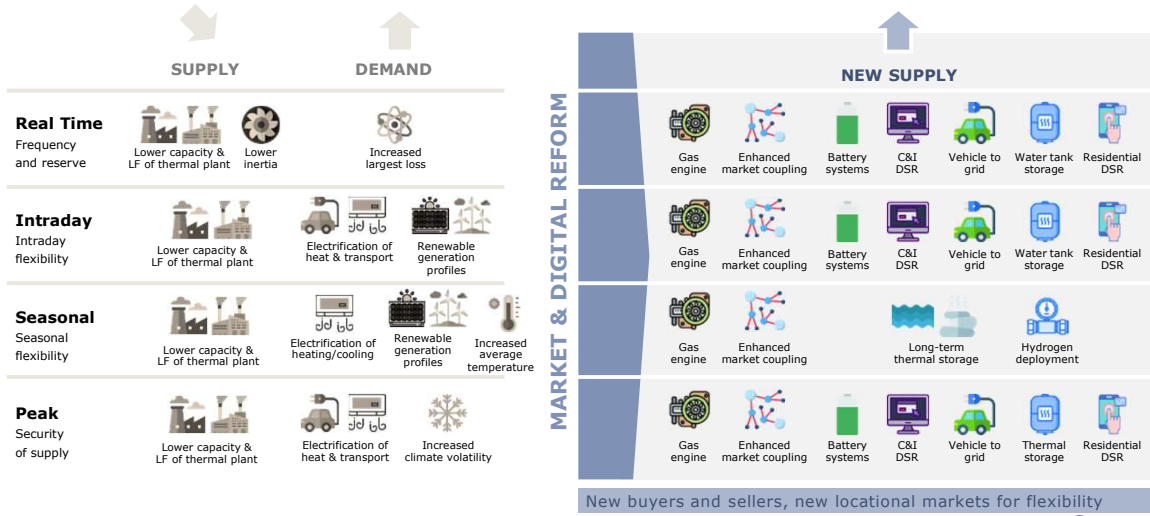 SUPPLY
DEMAND
NEW SUPPLY
MARKET & DIGITAL REFORM
Real Time
Frequency
and reserve
Lower capacity &
LF of thermal plant
Lower
inertia
Increased
largest loss
Gas
engine
Enhanced
market coupling
Battery
systems
C&I
DSR
Vehicle to
grid
Water tank
storage
Residential
DSR
Intraday
Intraday
flexibility
Lower capacity &
LF of thermal plant
Electrification of
heat & transport
Renewable
generation
profiles
Gas
engine
Enhanced
market coupling
Battery
systems
C&I
DSR
Vehicle to
grid
Water tank
storage
Residential
DSR
Seasonal
Seasonal
flexibility
Lower capacity &
LF of thermal plant
Electrification of
heating/cooling
Renewable
generation
profiles
Increased
average
temperature
Gas
engine
Enhanced
market coupling
Long-term
thermal storage
Hydrogen
deployment
Peak
Security
of supply
Lower capacity &
LF of thermal plant
Electrification of
heat & transport
Increased
climate volatility
Gas
engine
Enhanced
market coupling
Battery
systems
C&I
DSR
Vehicle to
grid
Thermal
storage
Residential
DSR
New buyers and sellers, new locational markets for flexibility